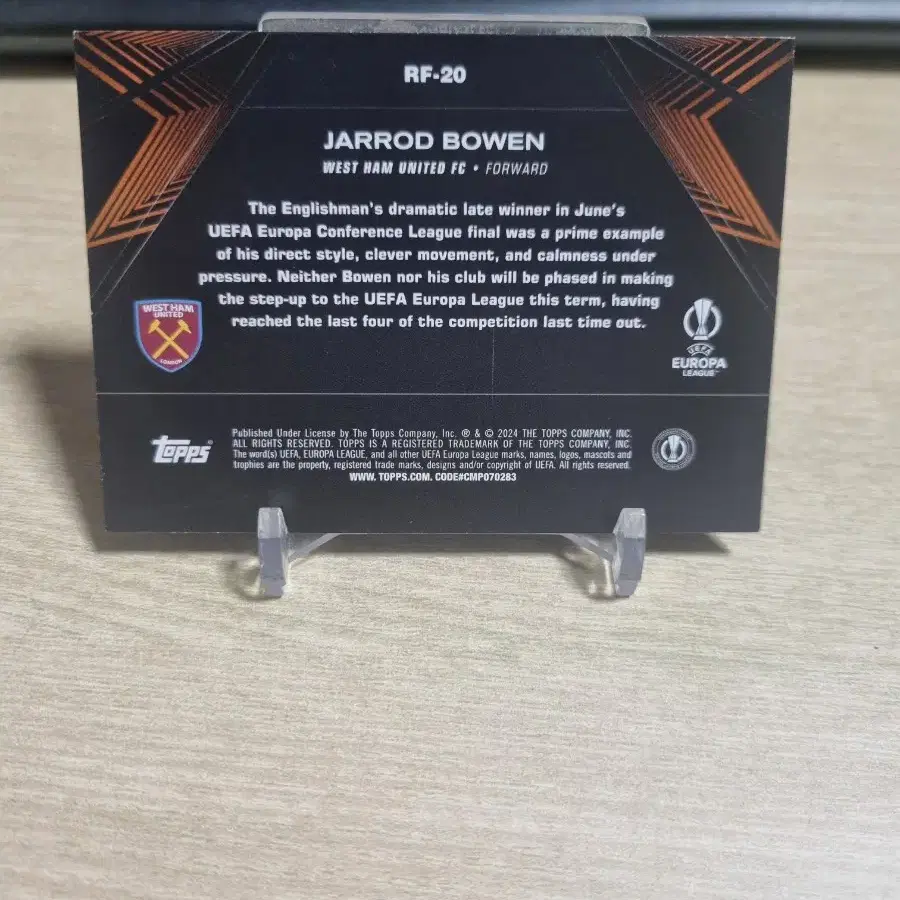 RF-20
JARROD BOWEN
WEST HAM UNITED FC • FORWARD
The Englishman's dramatic late winner in June's
UEFA Europa Conference League final was a prime example
of his direct style, clever movement, and calmness under
pressure. Neither Bowen nor his club will be phased in making
the step-up to the UEFA Europa League this term, having
reached the last four of the competition last time out.
WEST HAM
UNITED
LONDON
UEFA
EUROPA
LEAGUE™
Topps®
Published Under License by The Topps Company, Inc. ® & © 2024 THE TOPPS COMPANY, INC.
ALL RIGHTS RESERVED. TOPPS IS A REGISTERED TRADEMARK OF THE TOPPS COMPANY, INC.
The word(s) UEFA, EUROPA LEAGUE, and all other UEFA Europa League marks, names, logos, mascots and
trophies are the property, registered trade marks, designs and/or copyright of UEFA. All rights reserved.
WWW. TOPPS.COM. CODE#CMP070283